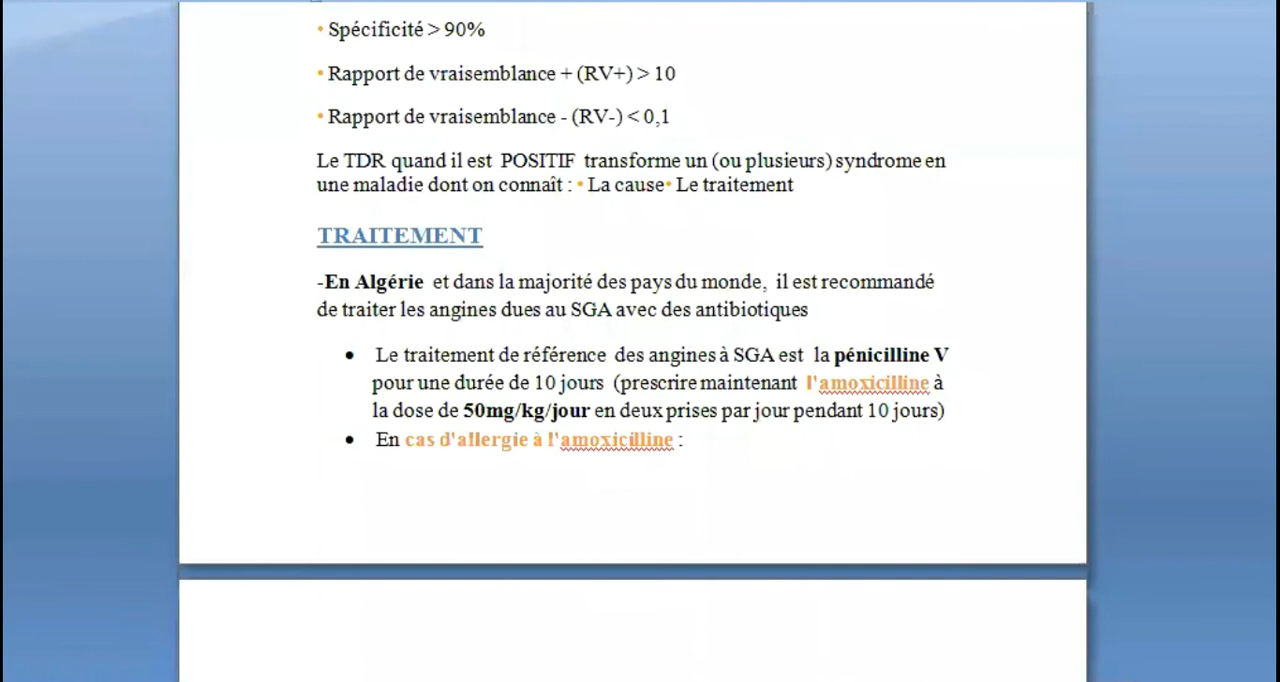 • Spécificité > 90%
• Rapport de vraisemblance + (RV+) > 10
• Rapport de vraisemblance - (RV-) < 0,1
Le TDR quand il est POSITIF transforme un (ou plusieurs) syndrome en
une maladie dont on connaît : • La cause• Le traitement
TRAITEMENT
-En Algérie et dans la majorité des pays du monde, il est recommandé
de traiter les angines dues au SGA avec des antibiotiques
• Le traitement de référence des angines à SGA est la pénicilline V
pour une durée de 10 jours (prescrire maintenant l'amoxicilline à
la dose de 50mg/kg/jour en deux prises par jour pendant 10 jours)
• En cas d'allergie à l'amoxicilline :